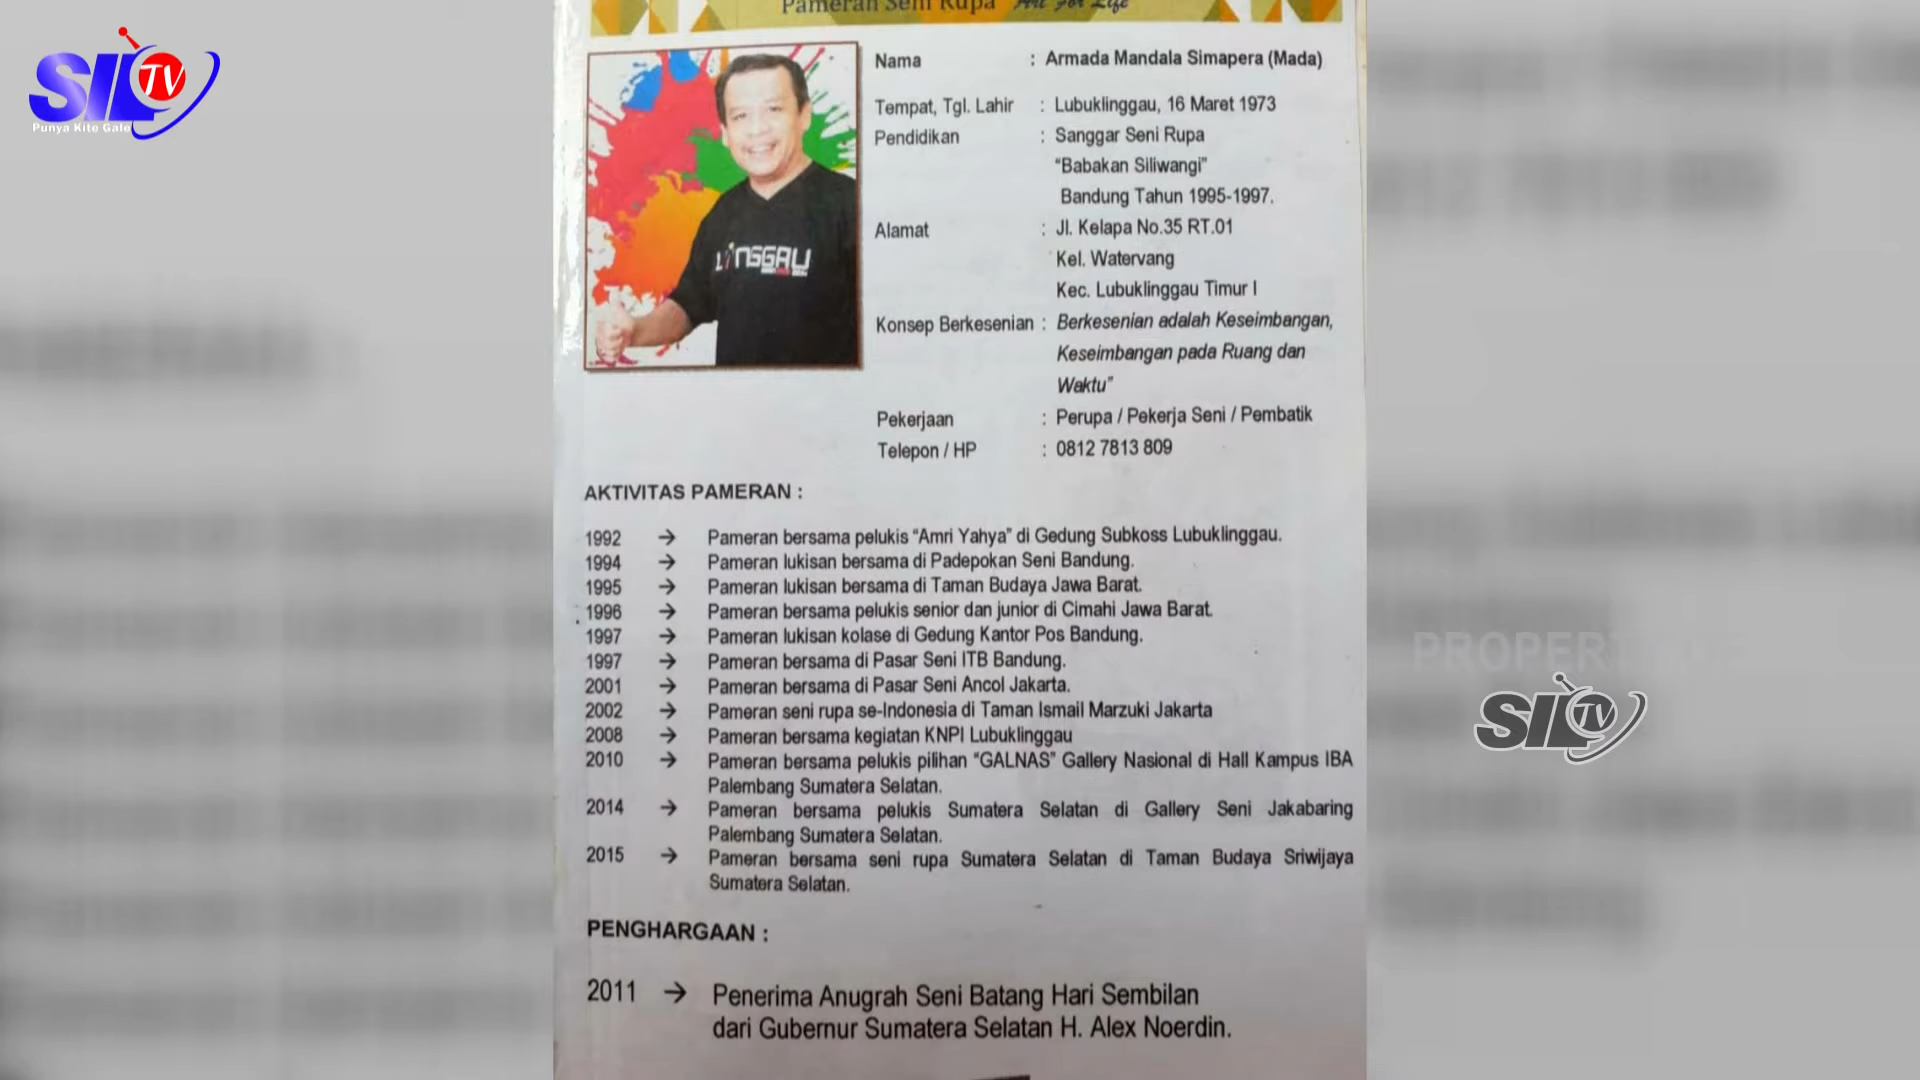 SILTV
Punya Kite Gale
Pameran Seni Rupa "Art For Life"
LINGGAU
Nama : Armada Mandala Simapera (Mada)
Tempat, Tgl. Lahir : Lubuklinggau, 16 Maret 1973
Pendidikan : Sanggar Seni Rupa
“Babakan Siliwangi”
Bandung Tahun 1995-1997.
Alamat : Jl. Kelapa No.35 RT.01
Kel. Watervang
Kec. Lubuklinggau Timur I
Konsep Berkesenian : Berkesenian adalah Keseimbangan,
Keseimbangan pada Ruang dan
Waktu”
Pekerjaan : Perupa / Pekerja Seni / Pembatik
Telepon / HP : 0812 7813 809
AKTIVITAS PAMERAN :
1992 → Pameran bersama pelukis “Amri Yahya” di Gedung Subkoss Lubuklinggau.
1994 → Pameran lukisan bersama di Padepokan Seni Bandung.
1995 → Pameran lukisan bersama di Taman Budaya Jawa Barat.
1996 → Pameran bersama pelukis senior dan junior di Cimahi Jawa Barat.
1997 → Pameran lukisan kolase di Gedung Kantor Pos Bandung.
1997 → Pameran bersama di Pasar Seni ITB Bandung.
2001 → Pameran bersama di Pasar Seni Ancol Jakarta.
2002 → Pameran seni rupa se-Indonesia di Taman Ismail Marzuki Jakarta
2008 → Pameran bersama kegiatan KNPI Lubuklinggau
2010 → Pameran bersama pelukis pilihan “GALNAS” Gallery Nasional di Hall Kampus IBA
Palembang Sumatera Selatan.
2014 → Pameran bersama pelukis Sumatera Selatan di Gallery Seni Jakabaring
Palembang Sumatera Selatan.
2015 → Pameran bersama seni rupa Sumatera Selatan di Taman Budaya Sriwijaya
Sumatera Selatan.
PENGHARGAAN :
2011 → Penerima Anugrah Seni Batang Hari Sembilan
dari Gubernur Sumatera Selatan H. Alex Noerdin.
PROPERT
SILTV